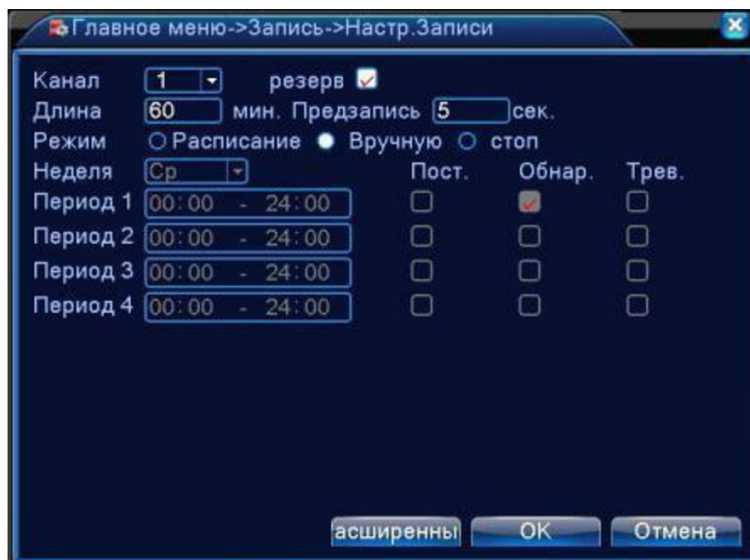 Главное меню->Запись->Настр.Записи
Канал 1 резерв
Длина 60 мин. Предзапись 5 сек.
Режим Расписание Вручную стоп
Неделя Ср Пост. Обнар. Трев.
Период 1 00:00 - 24:00
Период 2 00:00 - 24:00
Период 3 00:00 - 24:00
Период 4 00:00 - 24:00
асширенны OK Отмена